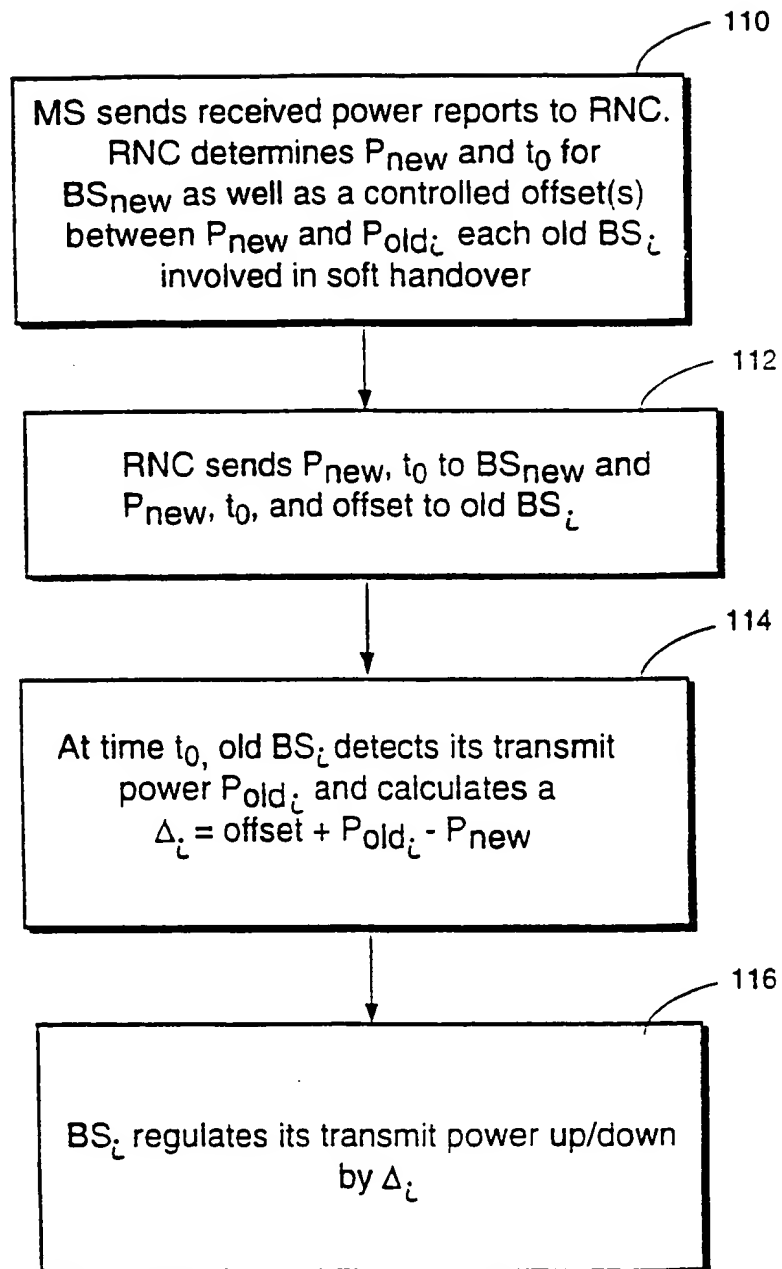 110
MS sends received power reports to RNC.
RNC determines Pnew and t0 for
BSnew as well as a controlled offset(s)
between Pnew and Poldi each old BSi
involved in soft handover
112
RNC sends Pnew, t0 to BSnew and
Pnew, t0, and offset to old BSi
114
At time t0, old BSi detects its transmit
power Poldi and calculates a
Δi = offset + Poldi - Pnew
116
BSi regulates its transmit power up/down
by Δi